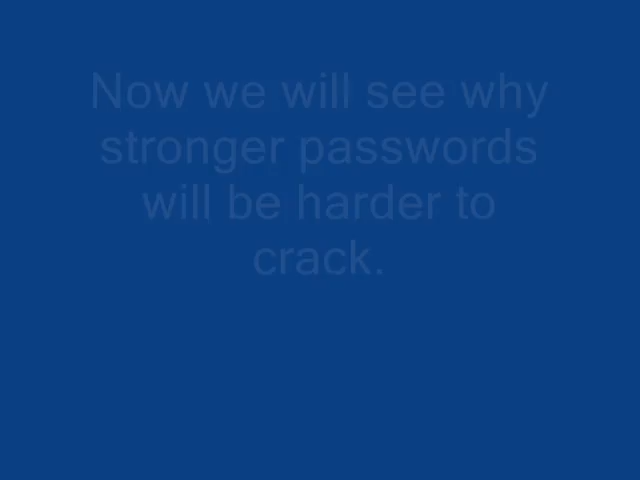 Now we will see why
stronger passwords
will be harder to
crack.